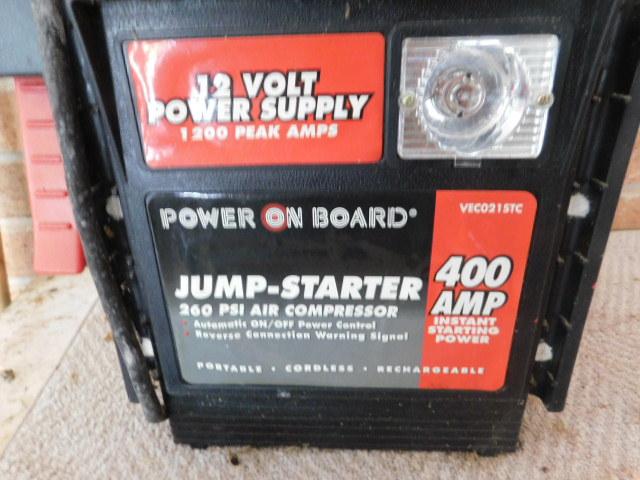 12 VOLT
POWER SUPPLY
1200 PEAK AMPS
POWER ON BOARD®
VEC021STC
JUMP-STARTER
260 PSI AIR COMPRESSOR
• Automatic ON/OFF Power Control
• Reverse Connection Warning Signal
400
AMP
INSTANT
STARTING
POWER
PORTABLE • CORDLESS • RECHARGEABLE